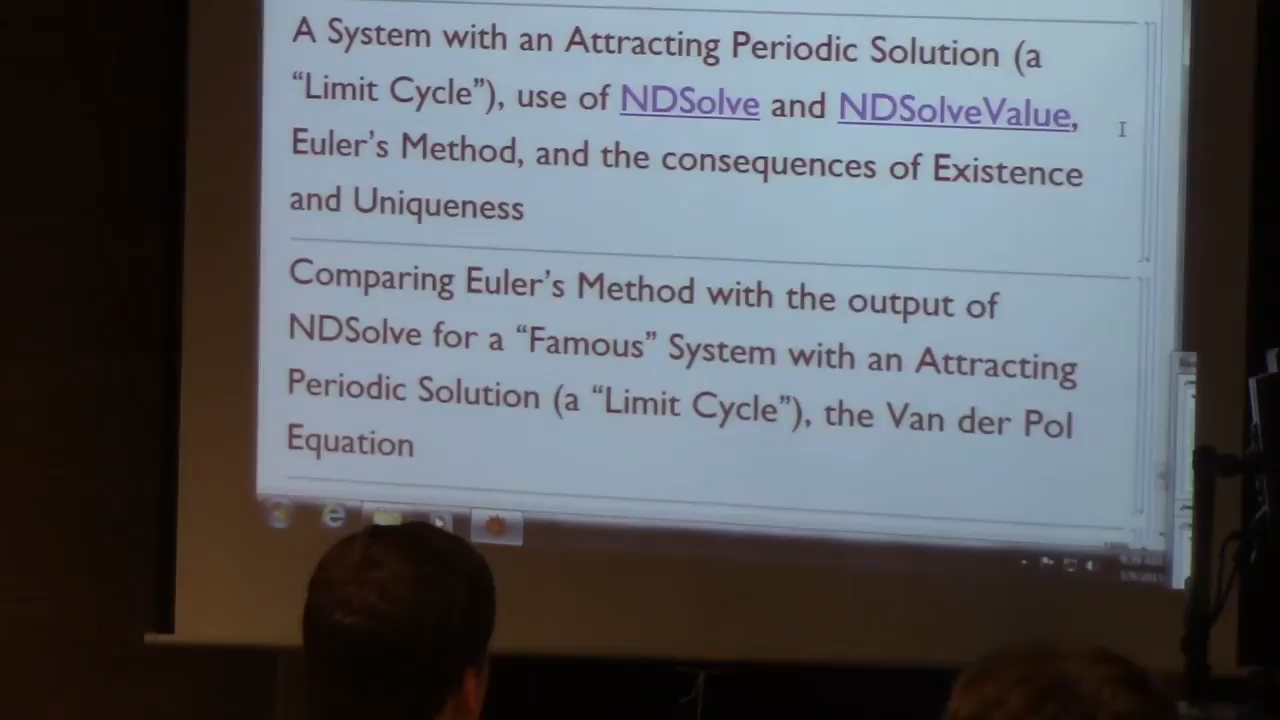 A System with an Attracting Periodic Solution (a
“Limit Cycle”), use of NDSolve and NDSolveValue,
Euler’s Method, and the consequences of Existence
and Uniqueness
Comparing Euler’s Method with the output of
NDSolve for a “Famous” System with an Attracting
Periodic Solution (a “Limit Cycle”), the Van der Pol
Equation